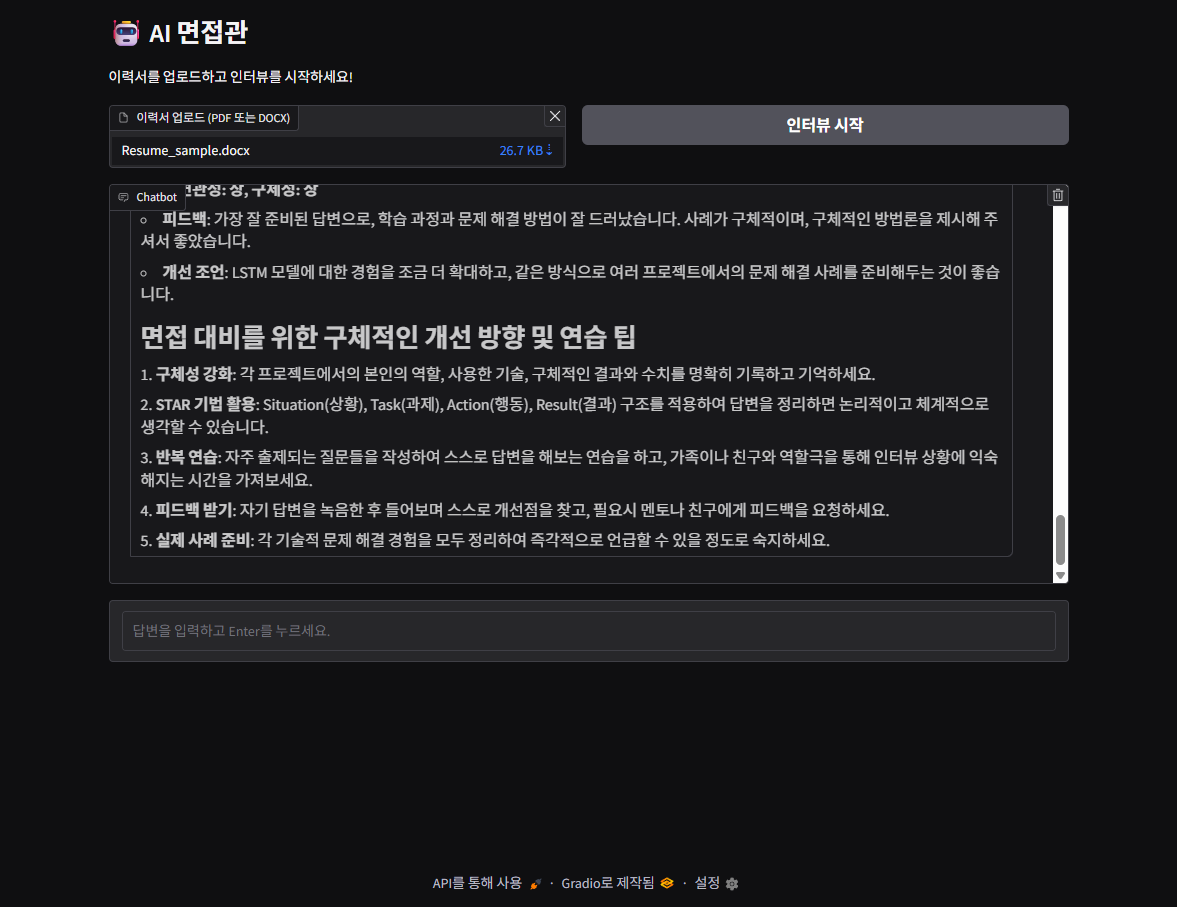 AI 면접관
이력서를 업로드하고 인터뷰를 시작하세요!
이력서 업로드 (PDF 또는 DOCX)
Resume_sample.docx
26.7 KB ⇣
인터뷰 시작
Chatbot
구체성: 상
◦ 피드백: 가장 잘 준비된 답변으로, 학습 과정과 문제 해결 방법이 잘 드러났습니다. 사례가 구체적이며, 구체적인 방법론을 제시해 주
셔서 좋았습니다.
◦ 개선 조언: LSTM 모델에 대한 경험을 조금 더 확대하고, 같은 방식으로 여러 프로젝트에서의 문제 해결 사례를 준비해두는 것이 좋습
니다.
면접 대비를 위한 구체적인 개선 방향 및 연습 팁
1. 구체성 강화: 각 프로젝트에서의 본인의 역할, 사용한 기술, 구체적인 결과와 수치를 명확히 기록하고 기억하세요.
2. STAR 기법 활용: Situation(상황), Task(과제), Action(행동), Result(결과) 구조를 적용하여 답변을 정리하면 논리적이고 체계적으로
생각할 수 있습니다.
3. 반복 연습: 자주 출제되는 질문들을 작성하여 스스로 답변을 해보는 연습을 하고, 가족이나 친구와 역할극을 통해 인터뷰 상황에 익숙
해지는 시간을 가져보세요.
4. 피드백 받기: 자기 답변을 녹음한 후 들어보며 스스로 개선점을 찾고, 필요시 멘토나 친구에게 피드백을 요청하세요.
5. 실제 사례 준비: 각 기술적 문제 해결 경험을 모두 정리하여 즉각적으로 언급할 수 있을 정도로 숙지하세요.
답변을 입력하고 Enter를 누르세요.
API를 통해 사용 · Gradio로 제작됨 · 설정